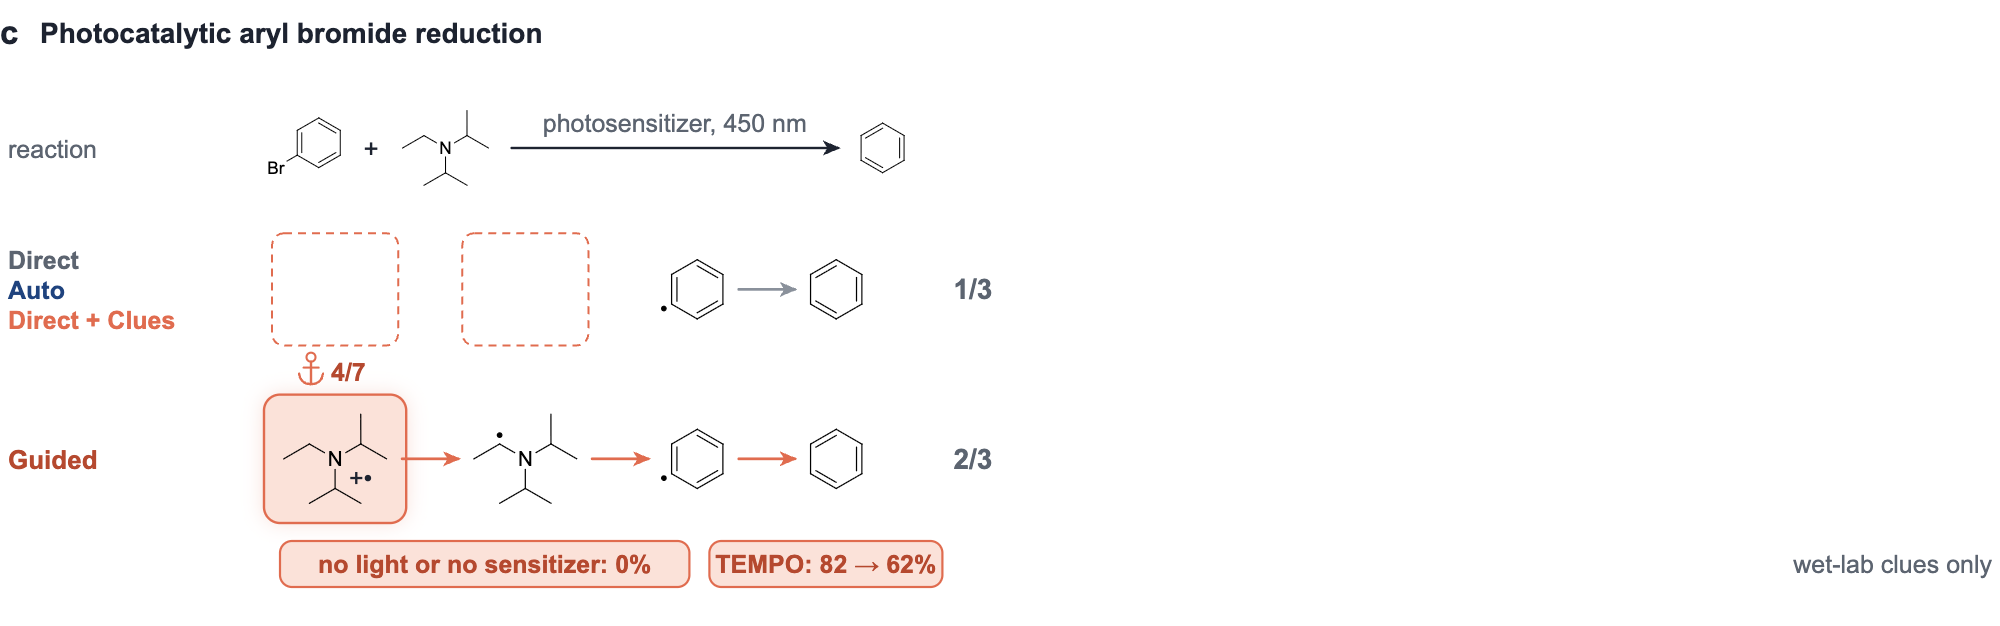 c Photocatalytic aryl bromide reduction
reaction
Br
+
N
photosensitizer, 450 nm
Direct
Auto
Direct + Clues
1/3
4/7
Guided
N
+•
N
2/3
no light or no sensitizer: 0%
TEMPO: 82 → 62%
wet-lab clues only